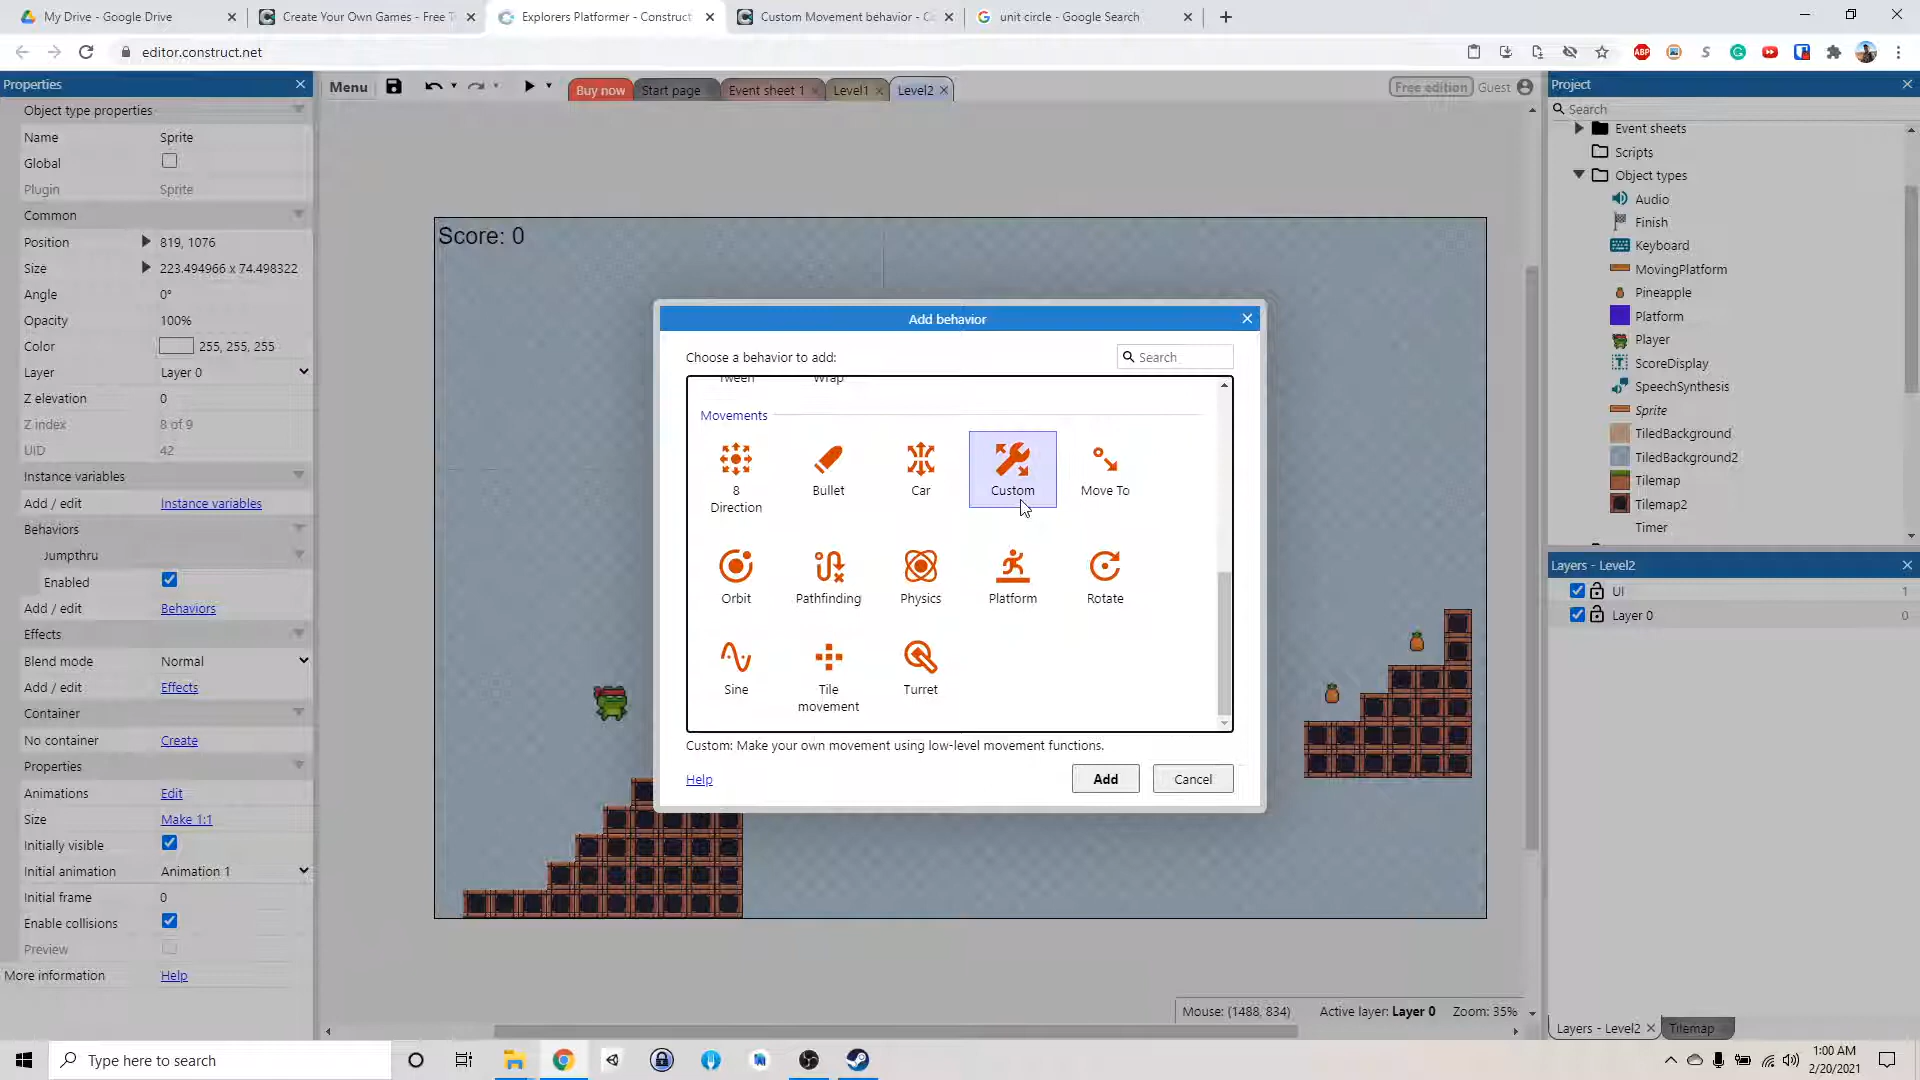 My Drive - Google Drive
Create Your Own Games - Free T
Explorers Platformer - Construct
Custom Movement behavior - C
unit circle - Google Search
editor.construct.net
Properties
Menu
Buy now
Start page
Event sheet 1
Level1
Level2
Free edition
Guest
Project
Search
Object type properties
Name Sprite
Global
Plugin Sprite
Common
Position 819, 1076
Size 223.494966 x 74.498322
Angle 0°
Opacity 100%
Color 255, 255, 255
Layer Layer 0
Z elevation 0
Z index 8 of 9
UID 42
Instance variables
Add / edit Instance variables
Behaviors
Jumpthru
Enabled
Add / edit Behaviors
Effects
Blend mode Normal
Add / edit Effects
Container
No container Create
Properties
Animations Edit
Size Make 1:1
Initially visible
Initial animation Animation 1
Initial frame 0
Enable collisions
Preview
More information Help
Score: 0
Add behavior
Choose a behavior to add:
Search
Tween Wrap
Movements
8 Direction
Bullet
Car
Custom
Move To
Orbit
Pathfinding
Physics
Platform
Rotate
Sine
Tile movement
Turret
Custom: Make your own movement using low-level movement functions.
Help
Add
Cancel
Mouse: (1488, 834) Active layer: Layer 0 Zoom: 35%
Event sheets
Scripts
Object types
Audio
Finish
Keyboard
MovingPlatform
Pineapple
Platform
Player
ScoreDisplay
SpeechSynthesis
Sprite
TiledBackground
TiledBackground2
Tilemap
Tilemap2
Timer
Layers - Level2
UI 1
Layer 0 0
Layers - Level2
Tilemap
Type here to search
1:00 AM
2/20/2021